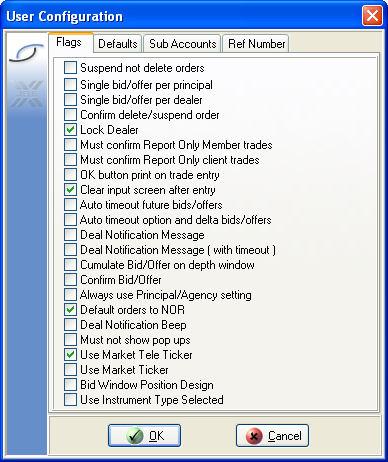 User Configuration
Flags Defaults Sub Accounts Ref Number
Suspend not delete orders
Single bid/offer per principal
Single bid/offer per dealer
Confirm delete/suspend order
Lock Dealer
Must confirm Report Only Member trades
Must confirm Report Only client trades
OK button print on trade entry
Clear input screen after entry
Auto timeout future bids/offers
Auto timeout option and delta bids/offers
Deal Notification Message
Deal Notification Message ( with timeout )
Cumulate Bid/Offer on depth window
Confirm Bid/Offer
Always use Principal/Agency setting
Default orders to NOR
Deal Notification Beep
Must not show pop ups
Use Market Tele Ticker
Use Market Ticker
Bid Window Position Design
Use Instrument Type Selected
OK Cancel